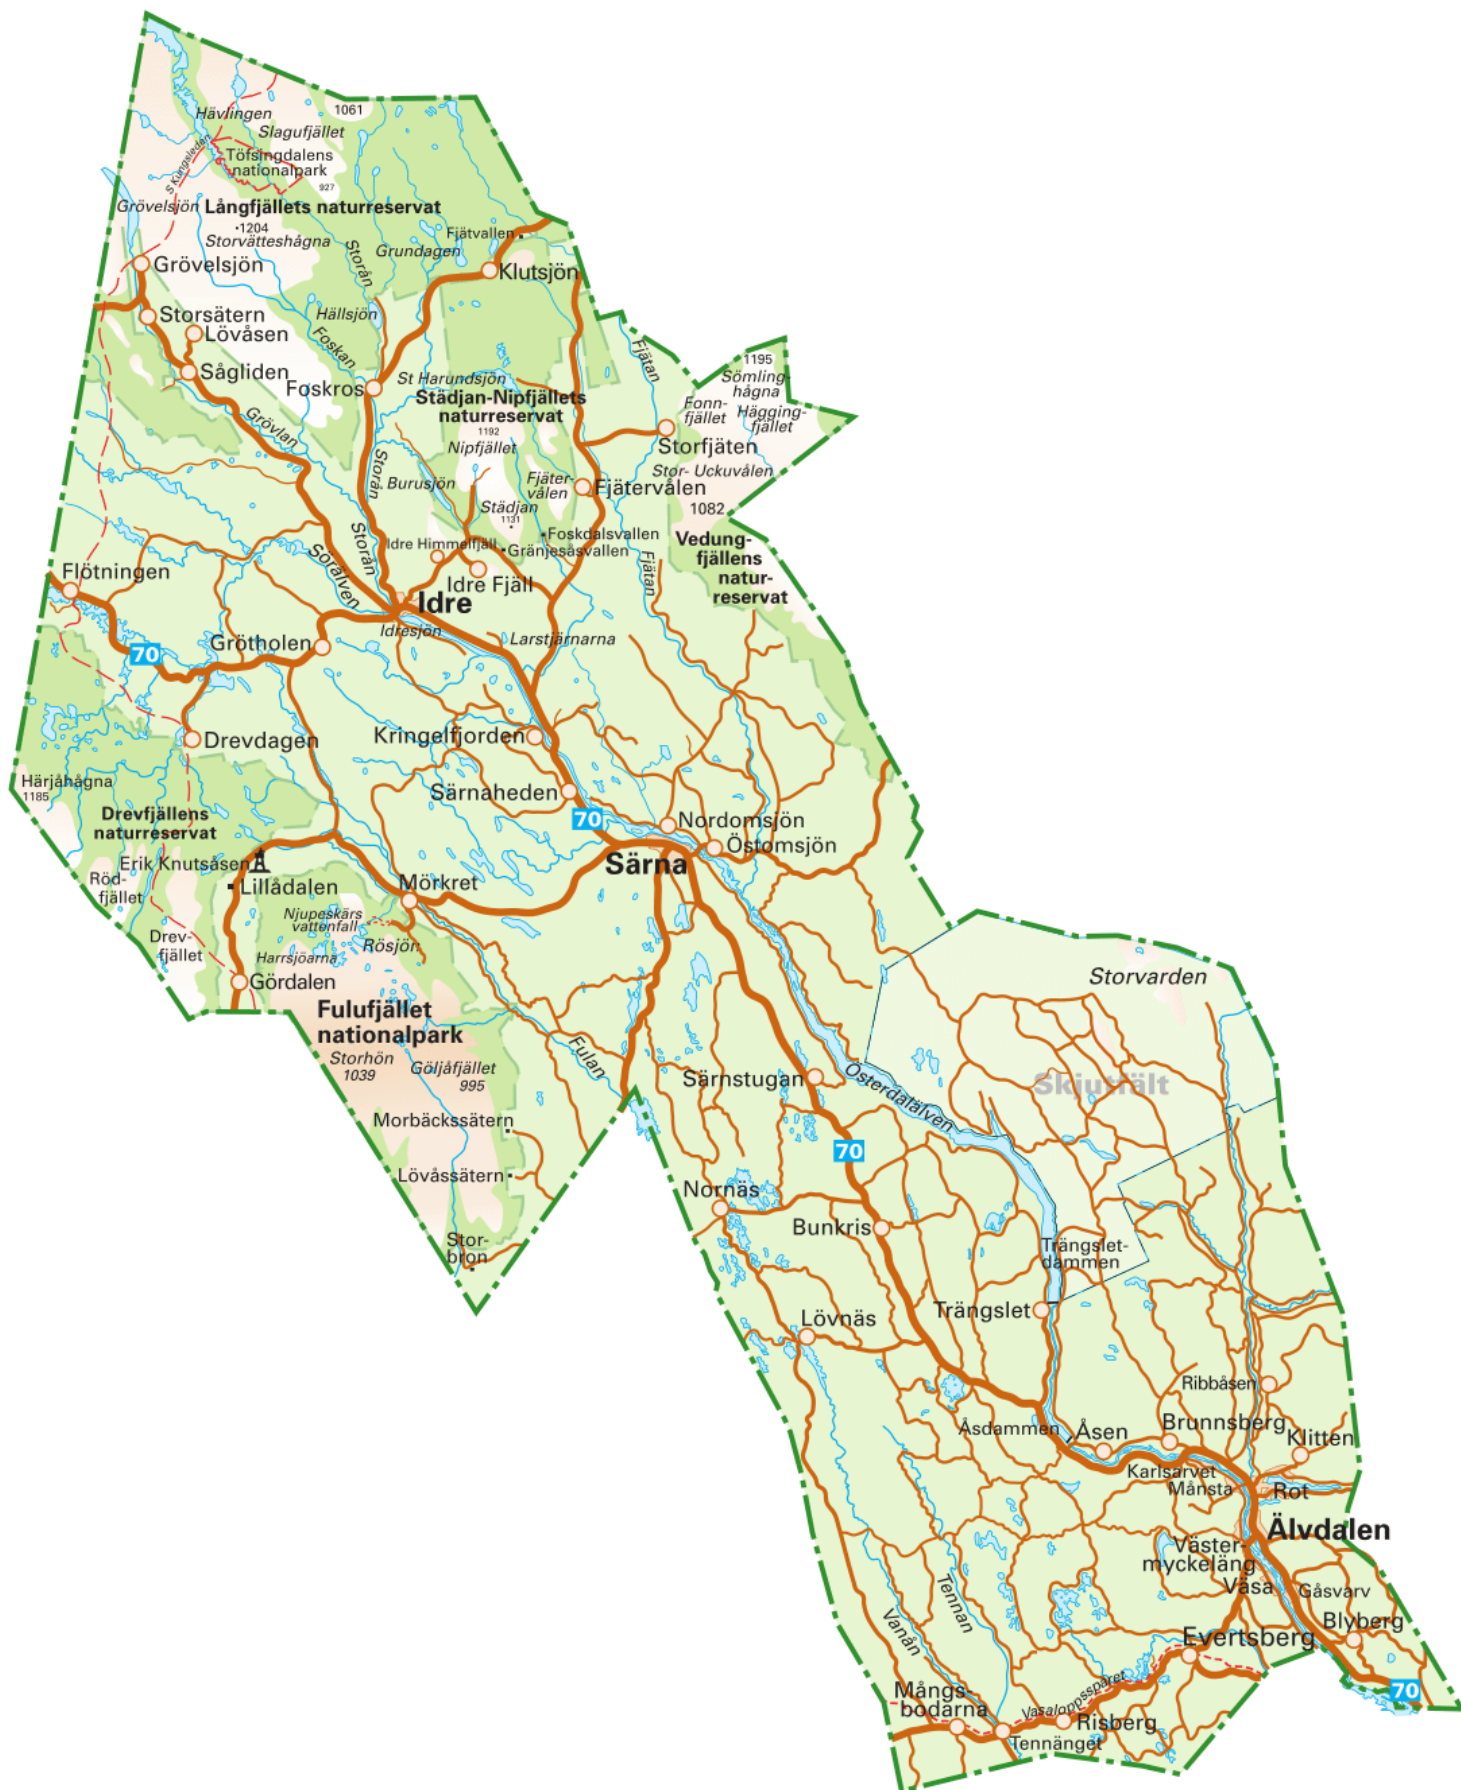 Hävlingen
1061
Slagufjället
S Kungsleden
Töfsingdalens
nationalpark
927
Grövelsjön
Långfjällets naturreservat
1204
Storvätteshågna
Storån
Grundagen
Fjätvallen
Grövelsjön
Klutsjön
Storsätern
Hällsjön
Lövåsen
Foskan
Fjätan
Sågliden
Foskros
St Harundsjön
Städjan-Nipfjällets
naturreservat
1195
Sömling-
hågna
Fonn-
fjället
Hägging-
fjället
Grövlan
1192
Nipfjället
Storfjäten
Storån
Burusjön
Fjäter-
vålen
Fjätervålen
Stor- Uckuvålen
Städjan
1131
1082
Storån
Idre Himmelfjäll
Foskdalsvallen
Gränjesåsvallen
Vedung-
fjällens
natur-
reservat
Sörälven
Fjätan
Flötningen
Idre Fjäll
Idre
Idresjön
Larstjärnarna
Grötholen
70
Drevdagen
Kringelfjorden
Härjåhågna
1185
Särnaheden
Drevfjällens
naturreservat
70
Nordomsjön
Östomsjön
Erik Knutsåsen
Särna
Röd-
fjället
Lillådalen
Mörkret
Njupeskärs
vattenfall
Drev-
fjället
Rösjön
Harrsjöarna
Gördalen
Storvarden
Fulufjället
nationalpark
Storhön
1039
Göljåfjället
995
Fulan
Särnstugan
Österdalälven
Skjutfält
Morbäckssätern
70
Lövåssätern
Nornäs
Bunkris
Stor-
bron
Trängslet-
dammen
Trängslet
Lövnäs
Ribbåsen
Åsdammen
Åsen
Brunnsberg
Klitten
Karlsarvet
Månsta
Rot
Älvdalen
Väster-
myckeläng
Väsa
Gåsvarv
Tennan
Vanån
Blyberg
Evertsberg
Vasaloppsspåret
70
Mångs-
bodarna
Risberg
Tennänget